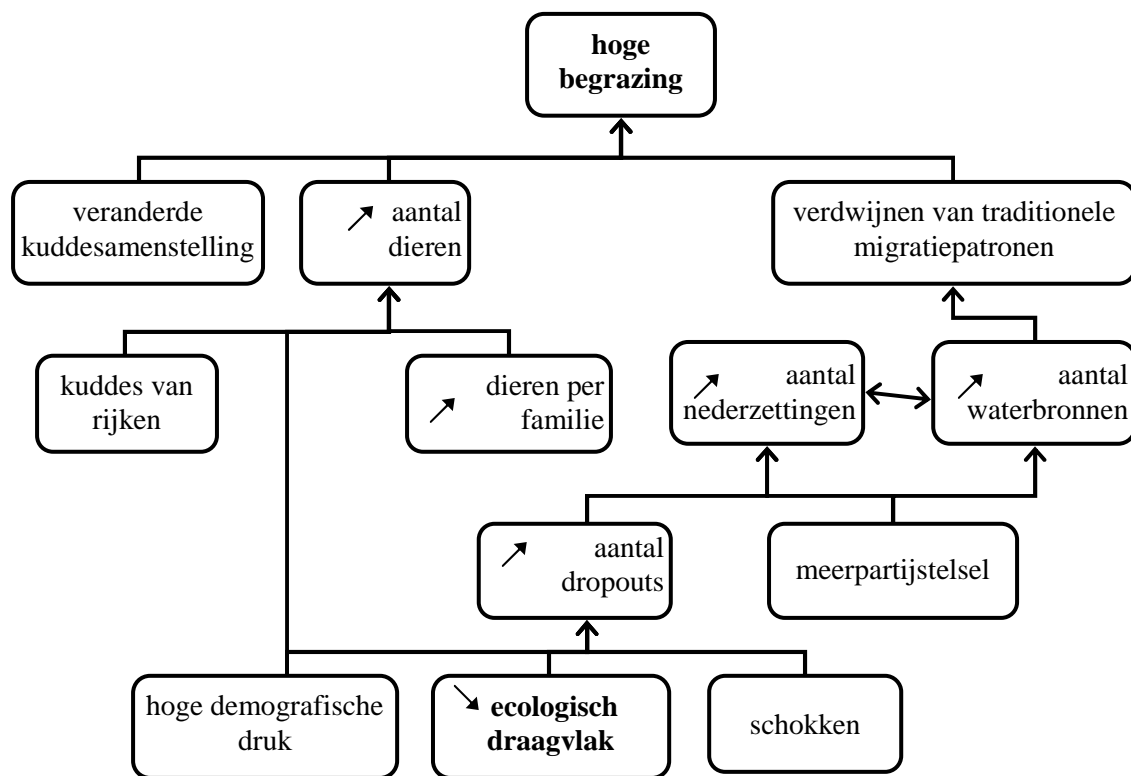 hoge
begrazing
veranderde
kuddesamenstelling
aantal
dieren
verdwijnen van traditionele
migratiepatronen
kuddes van
rijken
dieren per
familie
aantal
nederzettingen
aantal
waterbronnen
aantal
dropouts
meerpartijstelsel
hoge demografische
druk
ecologisch
draagvlak
schokken